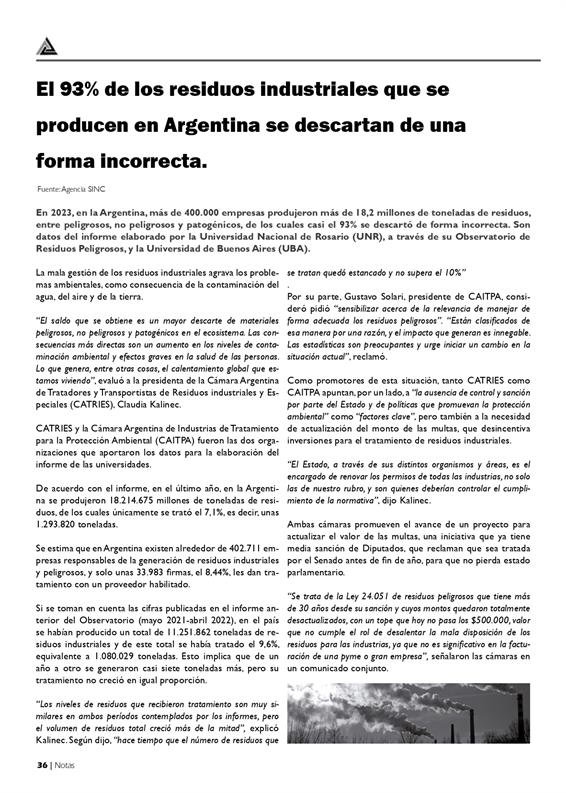 El 93% de los residuos industriales que se
producen en Argentina se descartan de una
forma incorrecta.
Fuente: Agencia SINC
En 2023, en la Argentina, más de 400.000 empresas produjeron más de 18,2 millones de toneladas de residuos,
entre peligrosos, no peligrosos y patogénicos, de los cuales casi el 93% se descartó de forma incorrecta. Son
datos del informe elaborado por la Universidad Nacional de Rosario (UNR), a través de su Observatorio de
Residuos Peligrosos, y la Universidad de Buenos Aires (UBA).
La mala gestión de los residuos industriales agrava los proble-
mas ambientales, como consecuencia de la contaminación del
agua, del aire y de la tierra.
“El saldo que se obtiene es un mayor descarte de materiales
peligrosos, no peligrosos y patogénicos en el ecosistema. Las con-
secuencias más directas son un aumento en los niveles de conta-
minación ambiental y efectos graves en la salud de las personas.
Lo que genera, entre otras cosas, el calentamiento global que es-
tamos viviendo”, evaluó a la presidenta de la Cámara Argentina
de Tratadores y Transportistas de Residuos industriales y Es-
peciales (CATRIES), Claudia Kalinec.
CATRIES y la Cámara Argentina de Industrias de Tratamiento
para la Protección Ambiental (CAITPA) fueron las dos orga-
nizaciones que aportaron los datos para la elaboración del
informe de las universidades.
De acuerdo con el informe, en el último año, en la Argenti-
na se produjeron 18.214.675 millones de toneladas de resi-
duos, de los cuales únicamente se trató el 7,1%, es decir, unas
1.293.820 toneladas.
Se estima que en Argentina existen alrededor de 402.711 em-
presas responsables de la generación de residuos industriales
y peligrosos, y solo unas 33.983 firmas, el 8,44%, les dan tra-
tamiento con un proveedor habilitado.
Si se toman en cuenta las cifras publicadas en el informe an-
terior del Observatorio (mayo 2021-abril 2022), en el país
se habían producido un total de 11.251.862 toneladas de re-
siduos industriales y de este total se había tratado el 9,6%,
equivalente a 1.080.029 toneladas. Esto implica que de un
año a otro se generaron casi siete toneladas más, pero su
tratamiento no creció en igual proporción.
“Los niveles de residuos que recibieron tratamiento son muy si-
milares en ambos períodos contemplados por los informes, pero
el volumen de residuos total creció más de la mitad”, explicó
Kalinec. Según dijo, “hace tiempo que el número de residuos que
se tratan quedó estancado y no supera el 10%”
.
Por su parte, Gustavo Solari, presidente de CAITPA, consi-
deró pidió “sensibilizar acerca de la relevancia de manejar de
forma adecuada los residuos peligrosos”. “Están clasificados de
esa manera por una razón, y el impacto que generan es innegable.
Las estadísticas son preocupantes y urge iniciar un cambio en la
situación actual”, reclamó.
Como promotores de esta situación, tanto CATRIES como
CAITPA apuntan, por un lado, a “la ausencia de control y sanción
por parte del Estado y de políticas que promuevan la protección
ambiental” como “factores clave”, pero también a la necesidad
de actualización del monto de las multas, que desincentiva
inversiones para el tratamiento de residuos industriales.
“El Estado, a través de sus distintos organismos y áreas, es el
encargado de renovar los permisos de todas las industrias, no solo
las de nuestro rubro, y son quienes deberían controlar el cumpli-
miento de la normativa”, dijo Kalinec.
Ambas cámaras promueven el avance de un proyecto para
actualizar el valor de las multas, una iniciativa que ya tiene
media sanción de Diputados, que reclaman que sea tratada
por el Senado antes de fin de año, para que no pierda estado
parlamentario.
“Se trata de la Ley 24.051 de residuos peligrosos que tiene más
de 30 años desde su sanción y cuyos montos quedaron totalmente
desactualizados, con un tope que hoy no pasa los $500.000, valor
que no cumple el rol de desalentar la mala disposición de los
residuos para las industrias, ya que no es significativo en la factu-
ración de una pyme o gran empresa”, señalaron las cámaras en
un comunicado conjunto.
36 | Notas